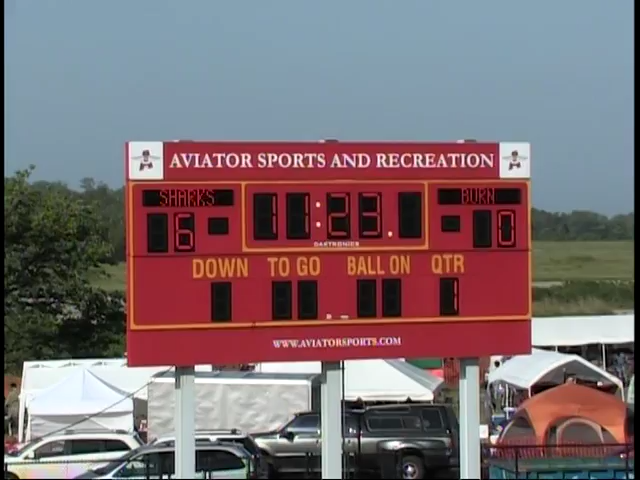 AVIATOR SPORTS AND RECREATION
SHARKS BURN
6 11:23. 0
DAKTRONICS
DOWN TO GO BALL ON QTR
1
WWW.AVIATORSPORTS.COM